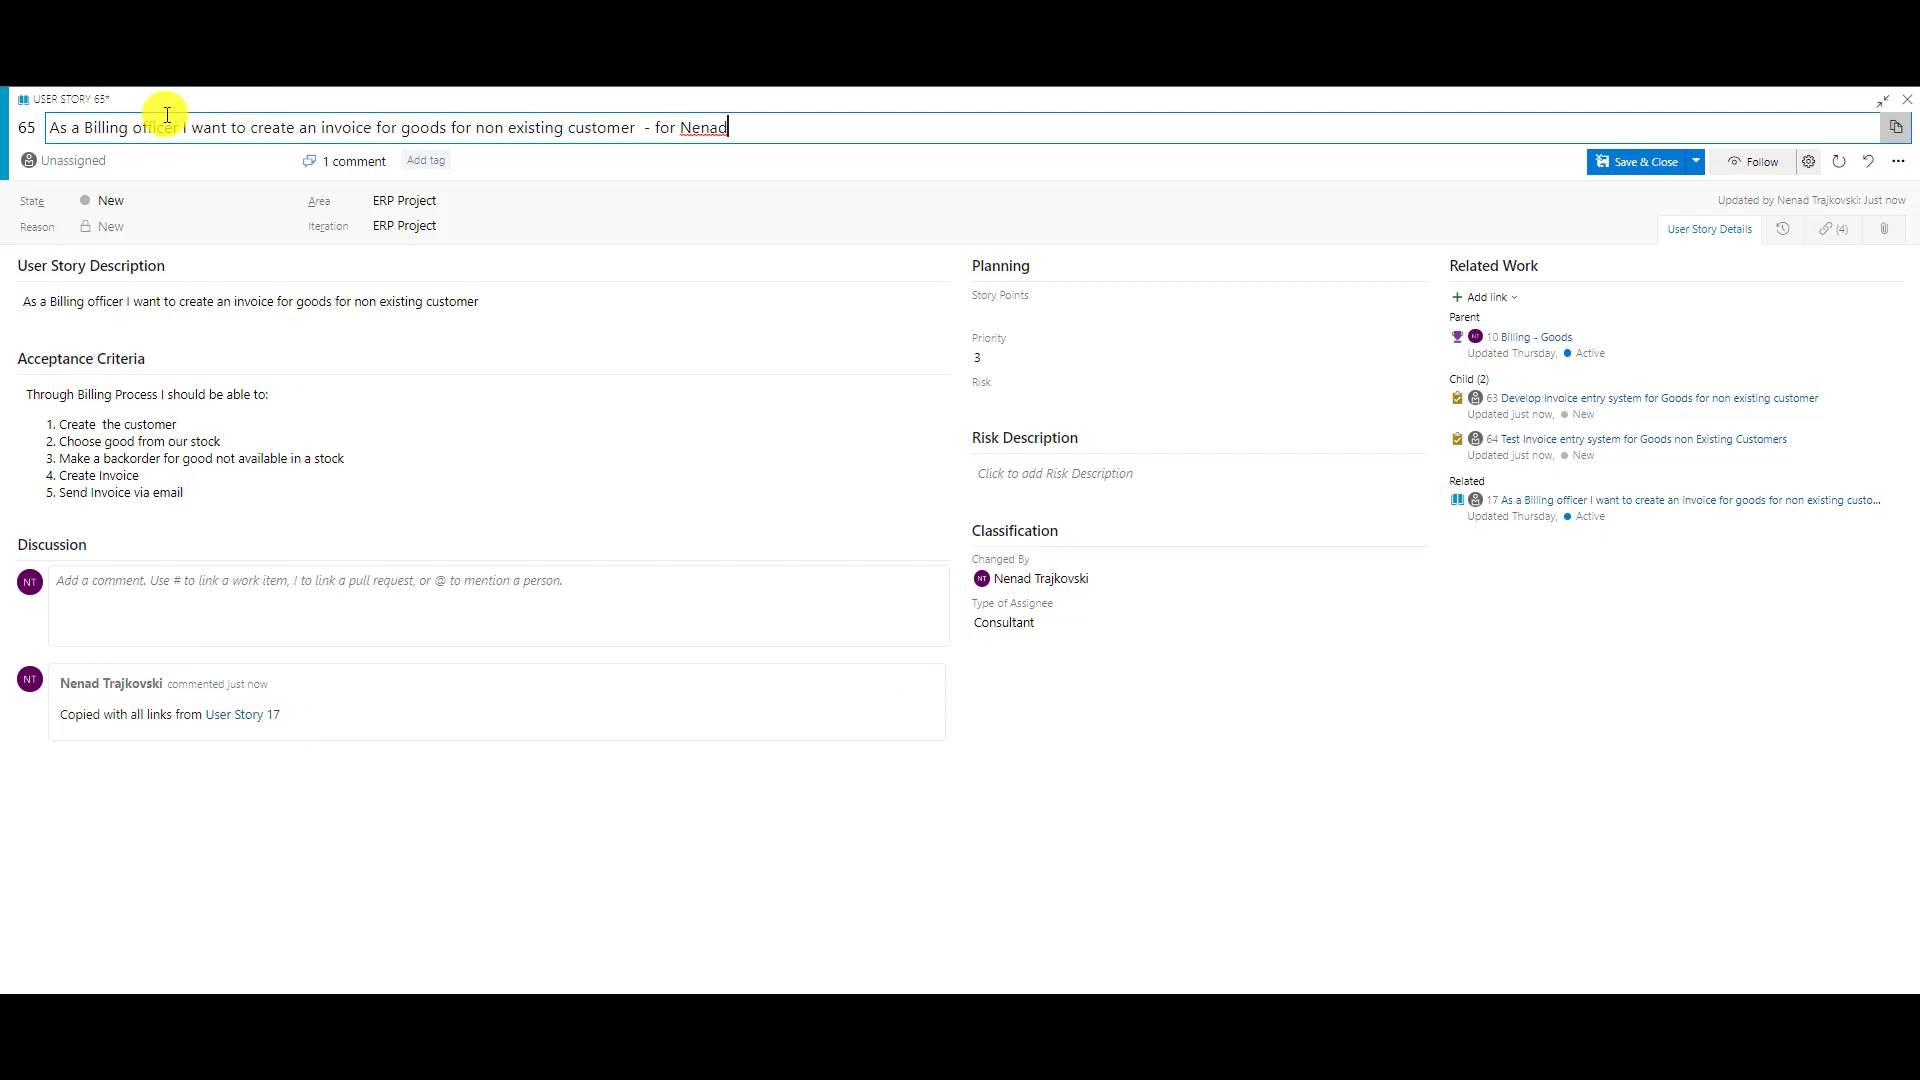 USER STORY 65*
65 As a Billing officer I want to create an invoice for goods for non existing customer  - for Nenad
Unassigned 1 comment Add tag Save & Close Follow
State New Area ERP Project Updated by Nenad Trajkovski: Just now
Reason New Iteration ERP Project User Story Details (4)
User Story Description
As a Billing officer I want to create an invoice for goods for non existing customer
Acceptance Criteria
Through Billing Process I should be able to:
1. Create  the customer
2. Choose good from our stock
3. Make a backorder for good not available in a stock
4. Create Invoice
5. Send Invoice via email
Discussion
NT Add a comment. Use # to link a work item, ! to link a pull request, or @ to mention a person.
NT Nenad Trajkovski commented just now
Copied with all links from User Story 17
Planning
Story Points
Priority
3
Risk
Risk Description
Click to add Risk Description
Classification
Changed By
NT Nenad Trajkovski
Type of Assignee
Consultant
Related Work
Add link
Parent
NT 10 Billing - Goods
Updated Thursday, Active
Child (2)
63 Develop Invoice entry system for Goods for non existing customer
Updated just now, New
64 Test Invoice entry system for Goods non Existing Customers
Updated just now, New
Related
17 As a Billing officer I want to create an invoice for goods for non existing custo...
Updated Thursday, Active